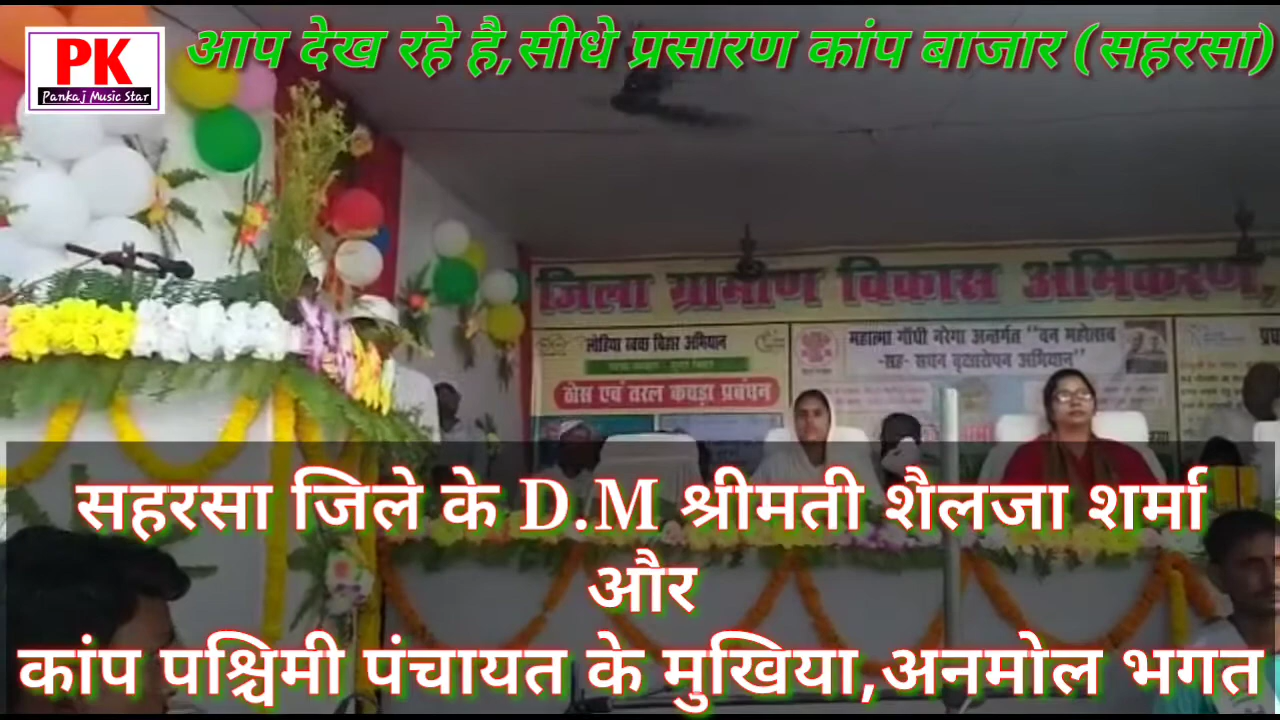 PK
Pankaj Music Star
आप देख रहे है,सीधे प्रसारण कांप बाजार (सहरसा)
जिला ग्रामीण विकास अभिकरण,
लोहिया स्वच्छ बिहार अभियान
ठोस एवं तरल कचड़ा प्रबंधन
महात्मा गाँधी नरेगा अन्तर्गत "वन महोत्सव
-सह- सघन वृक्षारोपण अभियान"
सहरसा जिले के D.M श्रीमती शैलजा शर्मा
और
कांप पश्चिमी पंचायत के मुखिया,अनमोल भगत